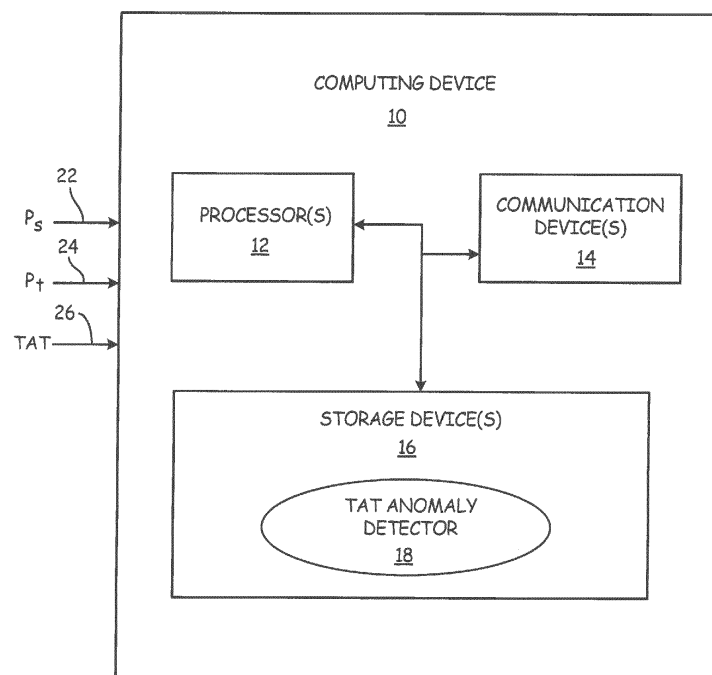 COMPUTING DEVICE
10
22
Ps
24
Pt
26
TAT
PROCESSOR(S)
12
COMMUNICATION
DEVICE(S)
14
STORAGE DEVICE(S)
16
TAT ANOMALY
DETECTOR
18